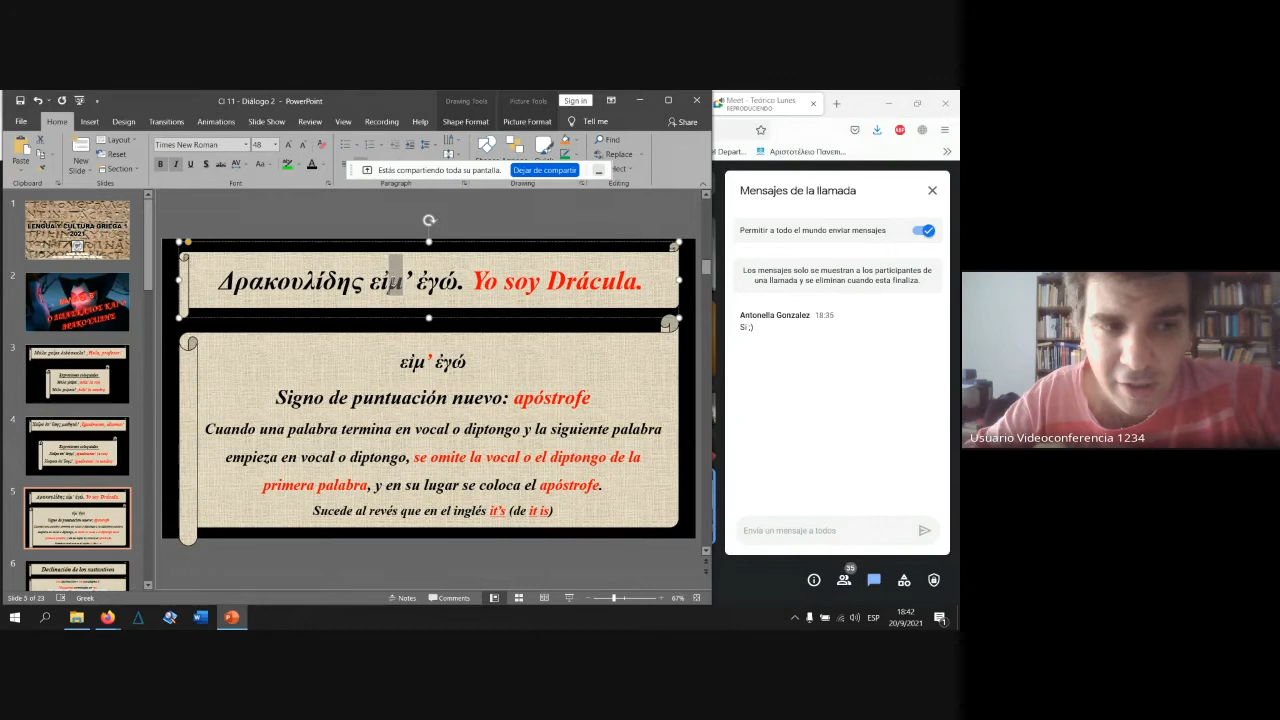 Cl 11 - Diálogo 2 - PowerPoint
Drawing Tools
Picture Tools
Sign in
File Home Insert Design Transitions Animations Slide Show Review View Recording Help Shape Format Picture Format Tell me Share
Paste
New
Slide
Layout
Reset
Section
Times New Roman 48
Find
Replace
Clipboard Slides Font Paragraph Drawing Editing
Estás compartiendo toda su pantalla. Dejar de compartir
1
2
3
4
5
6
LENGUA Y CULTURA GRIEGA 1
2021
Declinación de los sustantivos
Δρακουλίδης εἰμ’ ἐγώ. Yo soy Drácula.
εἰμ’ ἐγώ
Signo de puntuación nuevo: apóstrofe
Cuando una palabra termina en vocal o diptongo y la siguiente palabra
empieza en vocal o diptongo, se omite la vocal o el diptongo de la
primera palabra, y en su lugar se coloca el apóstrofe.
Sucede al revés que en el inglés it’s (de it is)
Slide 5 of 23 Greek Notes Comments 67%
Meet - Teórico Lunes
REPRODUCIENDO
Αριστοτέλειο Πανεπι...
Mensajes de la llamada
Permitir a todo el mundo enviar mensajes
Los mensajes solo se muestran a los participantes de
una llamada y se eliminan cuando esta finaliza.
Antonella Gonzalez 18:35
Si ;)
Envía un mensaje a todos
35
ESP
18:42
20/9/2021
Usuario Videoconferencia 1234